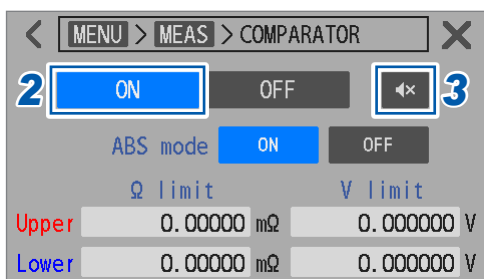 MENU > MEAS > COMPARATOR
2 ON OFF 3
ABS mode ON OFF
Ω limit V limit
Upper 0.00000 mΩ 0.000000 V
Lower 0.00000 mΩ 0.000000 V